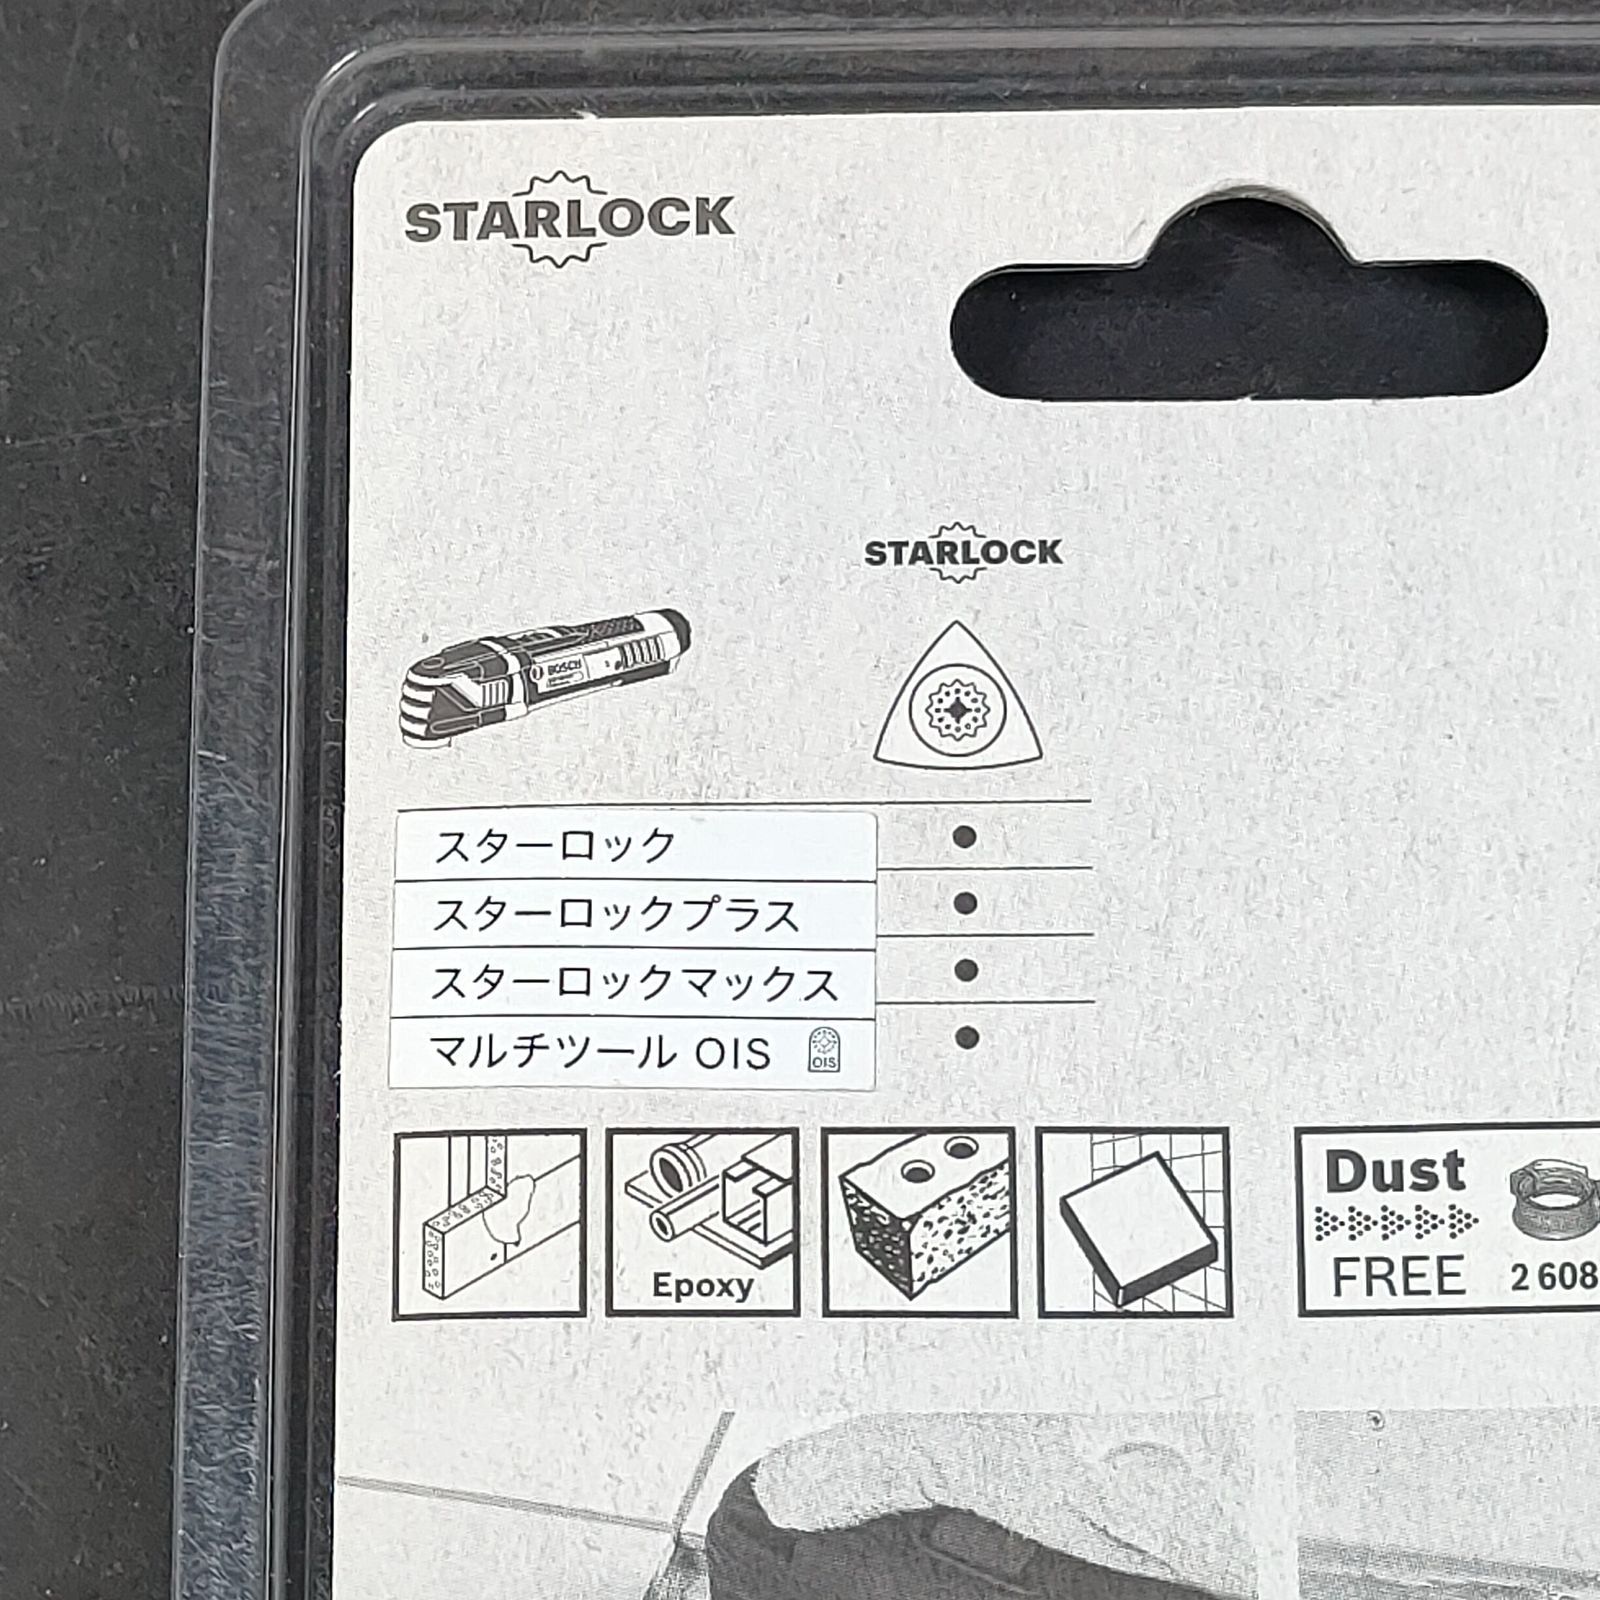 STARLOCK
STARLOCK
BOSCH
スターロック
スターロックプラス
スターロックマックス
マルチツール OIS
OIS
Epoxy
Dust
FREE
2 608